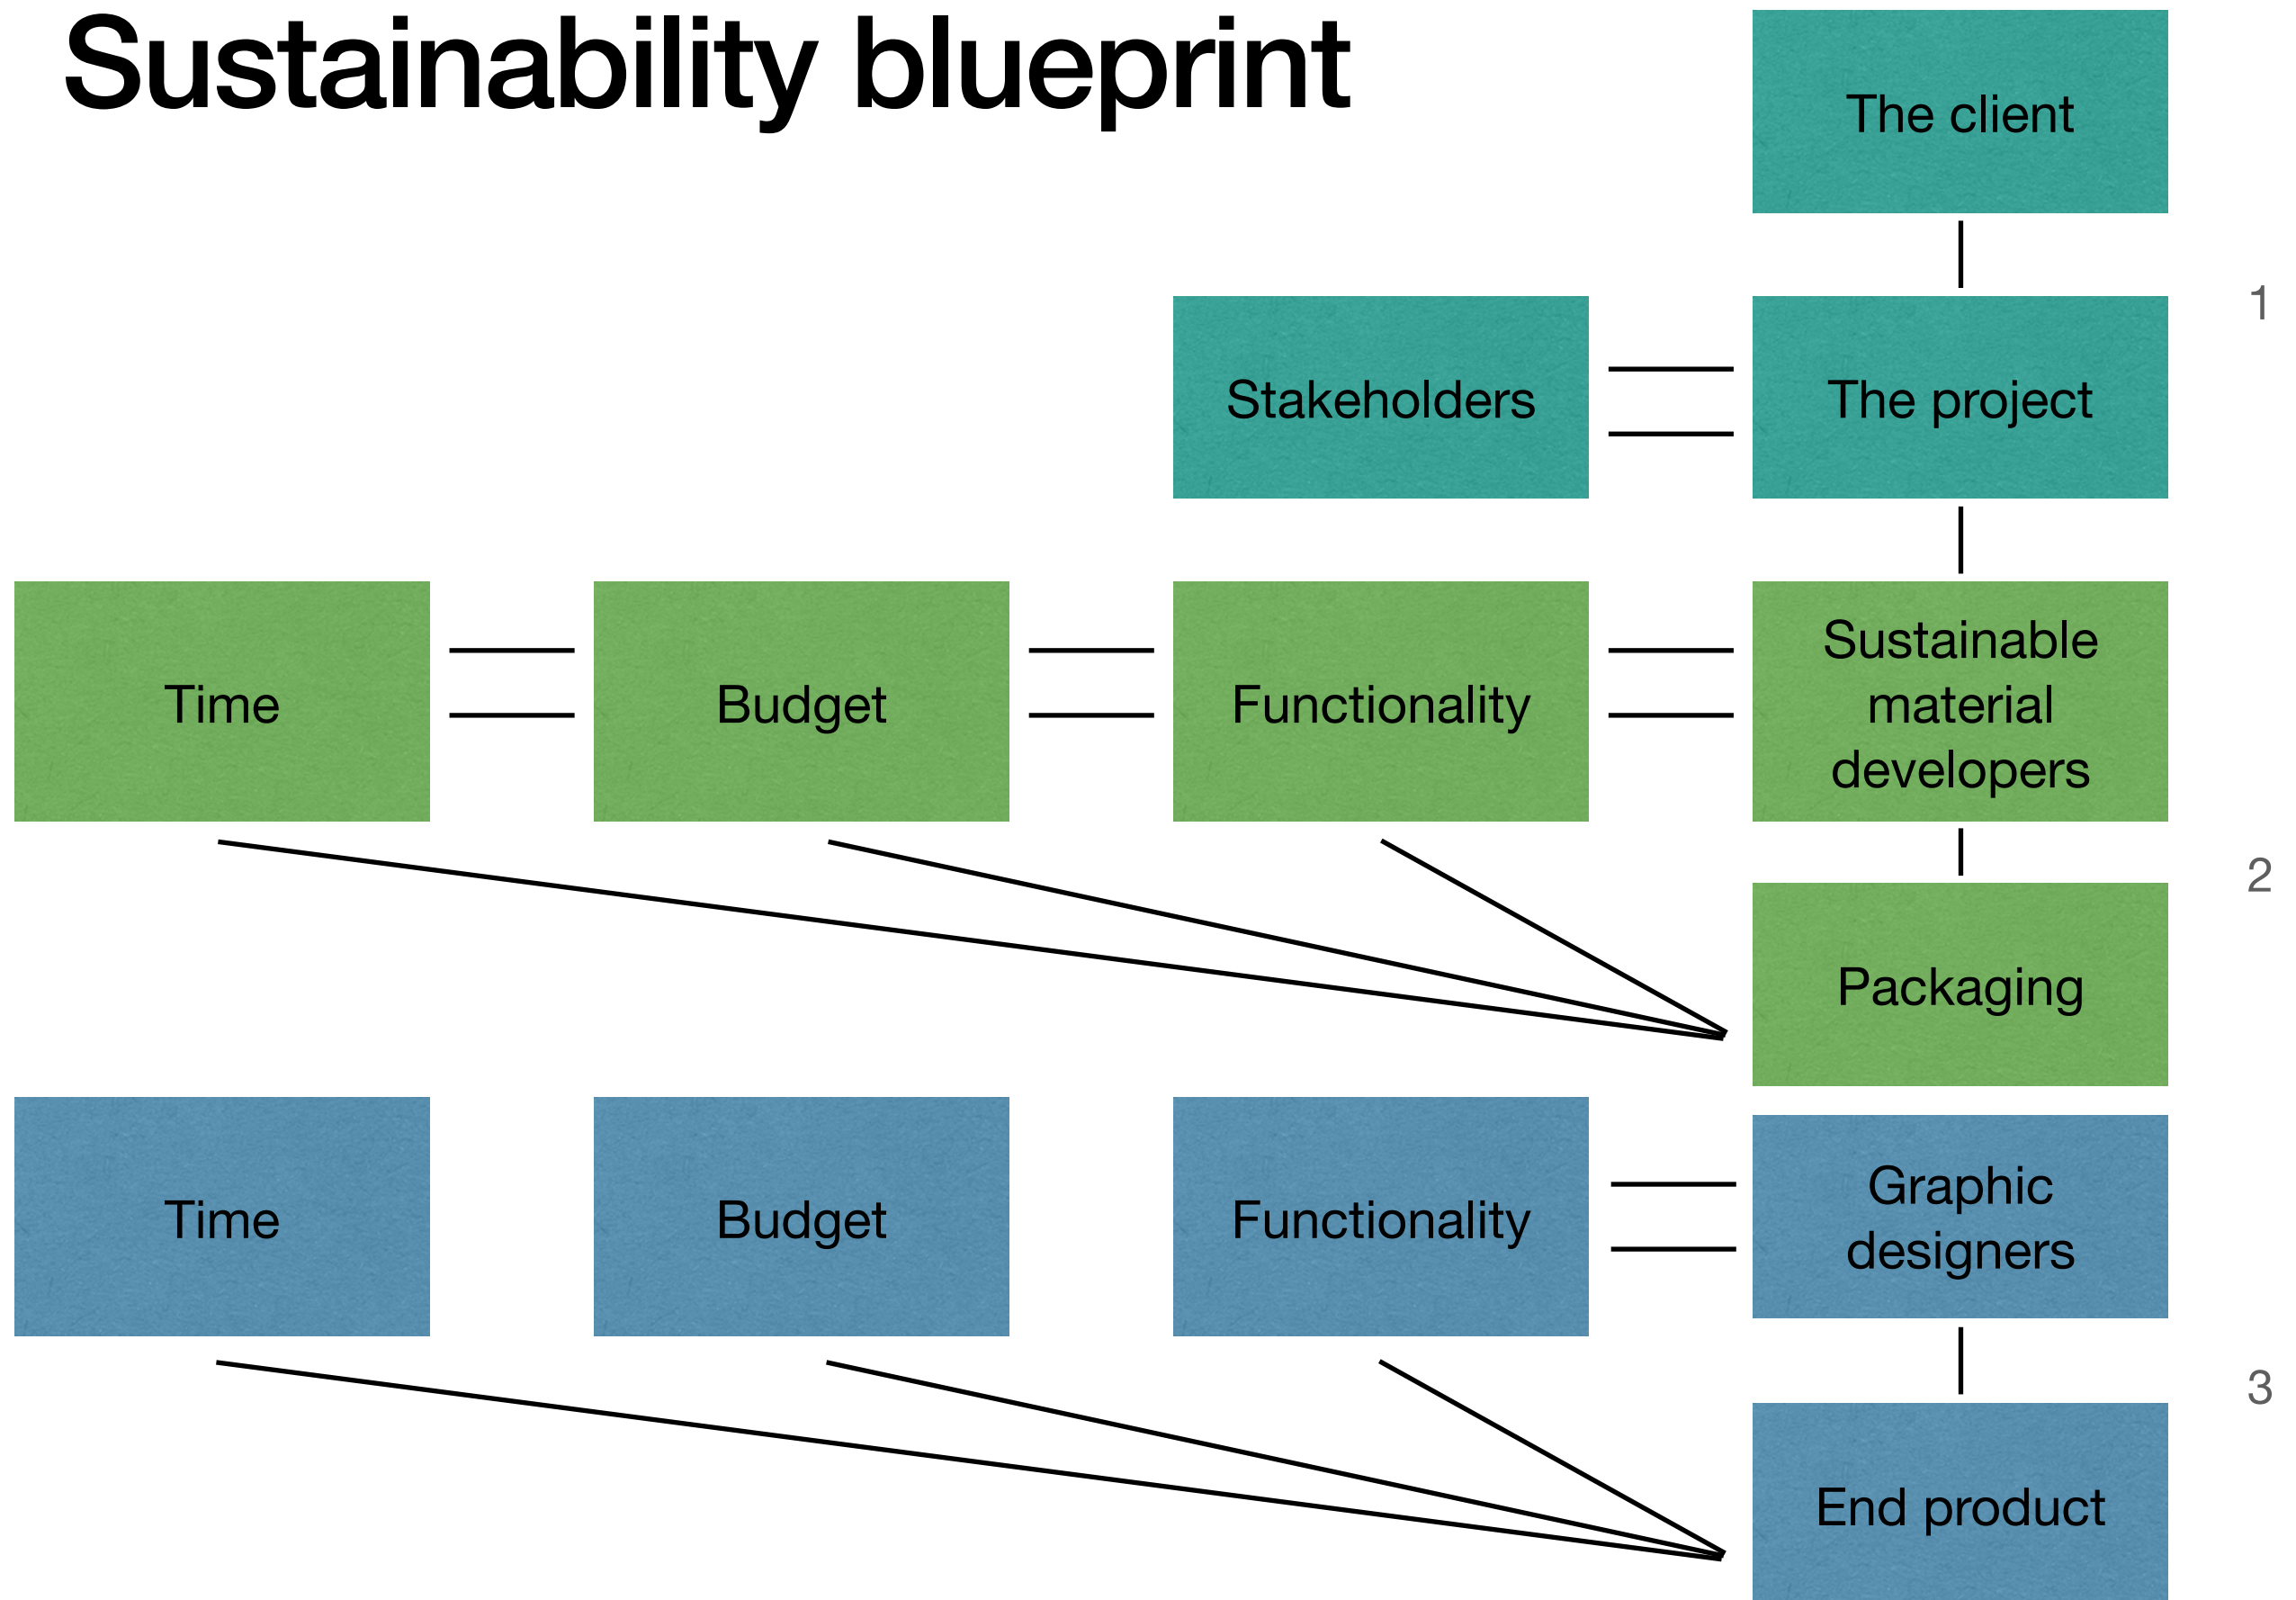 Sustainability blueprint
The client
1
Stakeholders
The project
Time
Budget
Functionality
Sustainable
material
developers
2
Packaging
Time
Budget
Functionality
Graphic
designers
3
End product